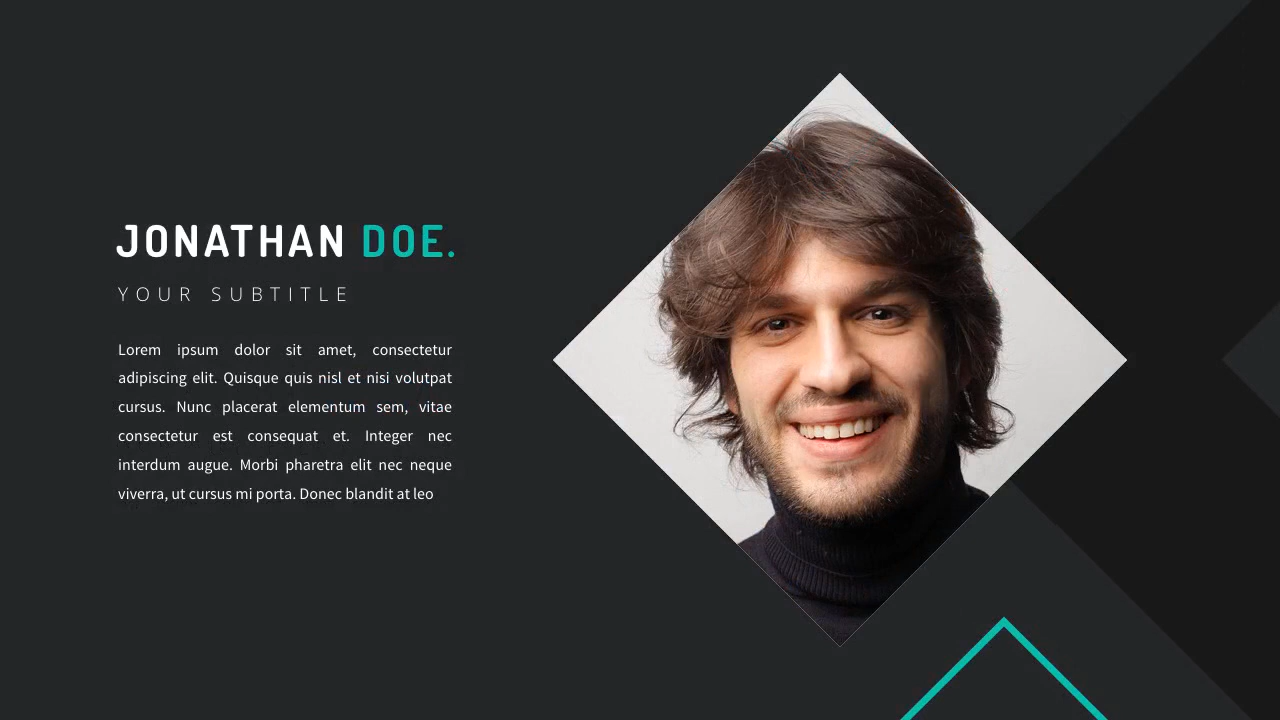 JONATHAN DOE.
YOUR SUBTITLE
Lorem ipsum dolor sit amet, consectetur
adipiscing elit. Quisque quis nisl et nisi volutpat
cursus. Nunc placerat elementum sem, vitae
consectetur est consequat et. Integer nec
interdum augue. Morbi pharetra elit nec neque
viverra, ut cursus mi porta. Donec blandit at leo